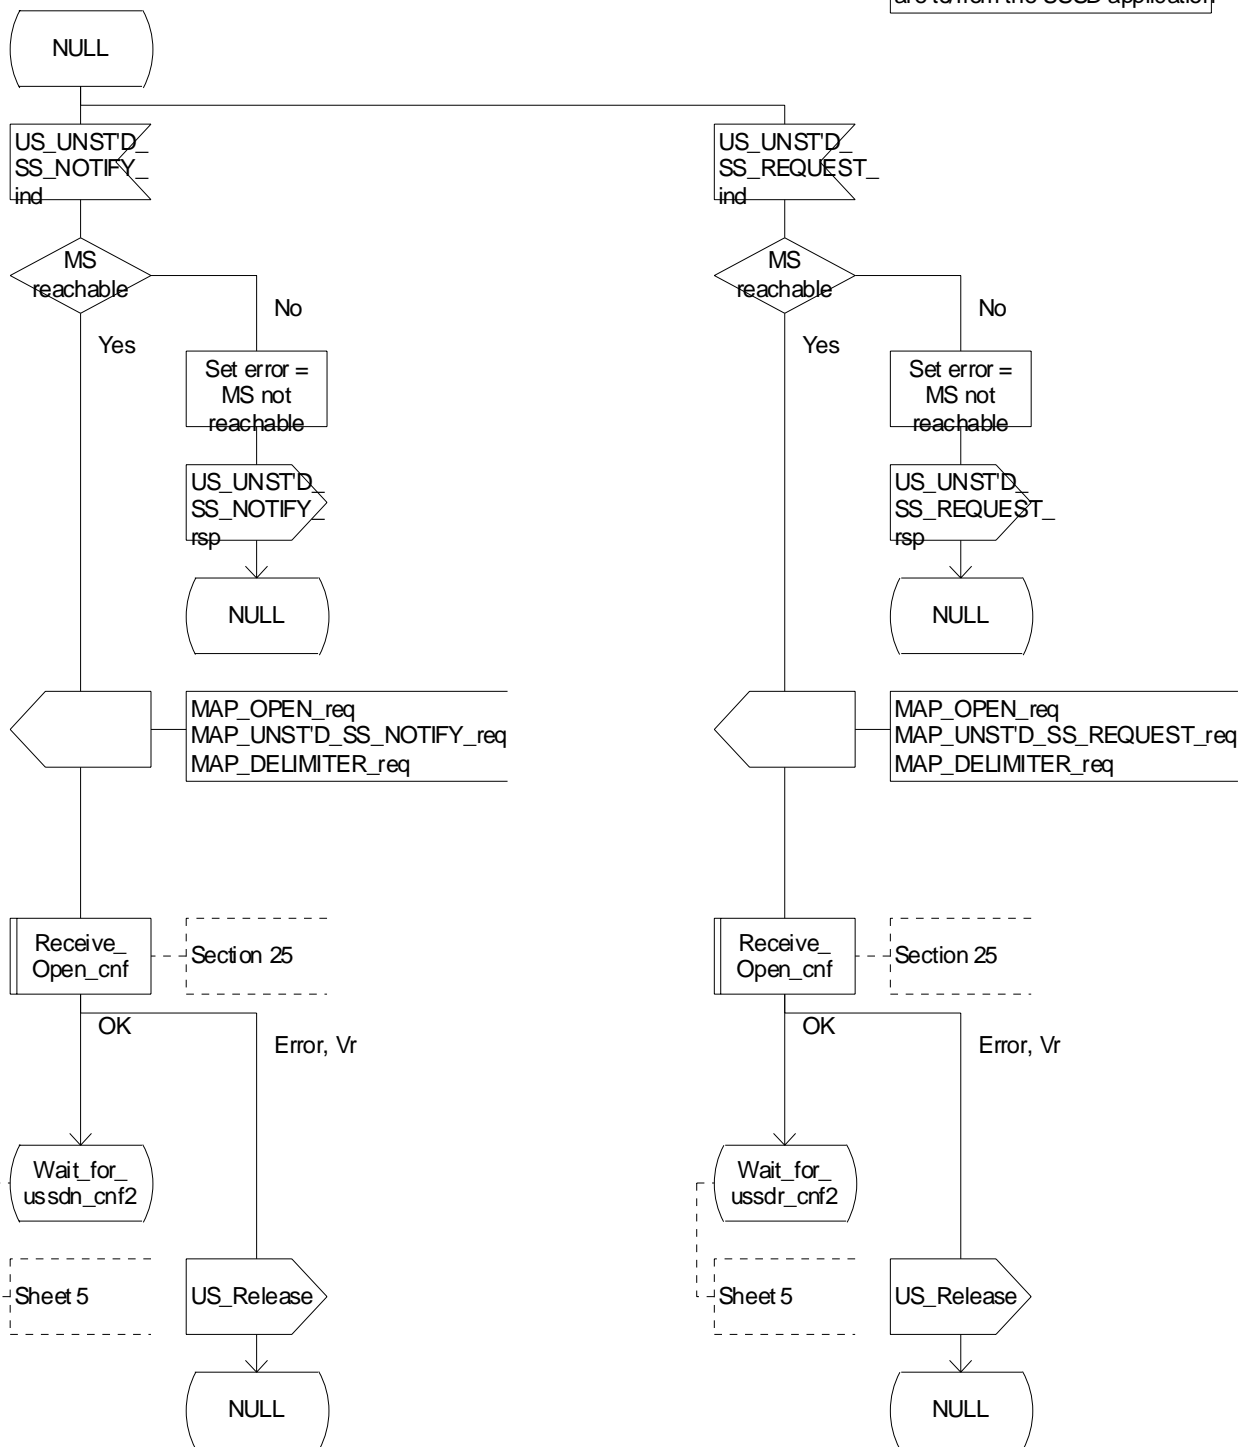 are to/from the USSD application.
NULL
US_UNST'D_
SS_NOTIFY_
ind
US_UNST'D_
SS_REQUEST_
ind
MS
reachable
MS
reachable
No
No
Yes
Yes
Set error =
MS not
reachable
Set error =
MS not
reachable
US_UNST'D_
SS_NOTIFY_
rsp
US_UNST'D_
SS_REQUEST_
rsp
NULL
NULL
MAP_OPEN_req
MAP_UNST'D_SS_NOTIFY_req
MAP_DELIMITER_req
MAP_OPEN_req
MAP_UNST'D_SS_REQUEST_req
MAP_DELIMITER_req
Receive_
Open_cnf
Section 25
Receive_
Open_cnf
Section 25
OK
Error, Vr
OK
Error, Vr
Wait_for_
ussdn_cnf2
Wait_for_
ussdr_cnf2
Sheet 5
US_Release
Sheet 5
US_Release
NULL
NULL